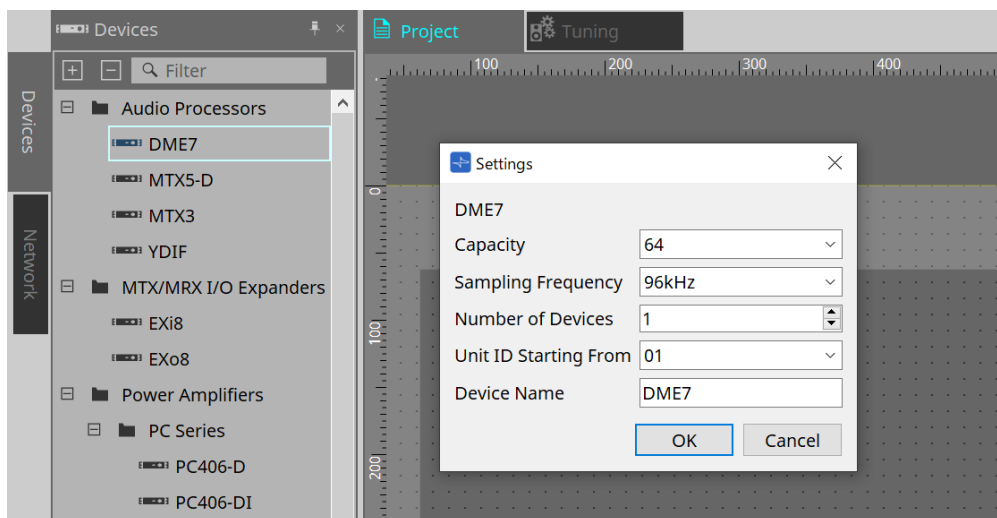 Devices
Project
Tuning
Filter
100
200
300
400
Devices
Network
Audio Processors
DME7
MTX5-D
MTX3
YDIF
MTX/MRX I/O Expanders
EXi8
EXo8
Power Amplifiers
PC Series
PC406-D
PC406-DI
0
100
200
Settings
DME7
Capacity 64
Sampling Frequency 96kHz
Number of Devices 1
Unit ID Starting From 01
Device Name DME7
OK Cancel